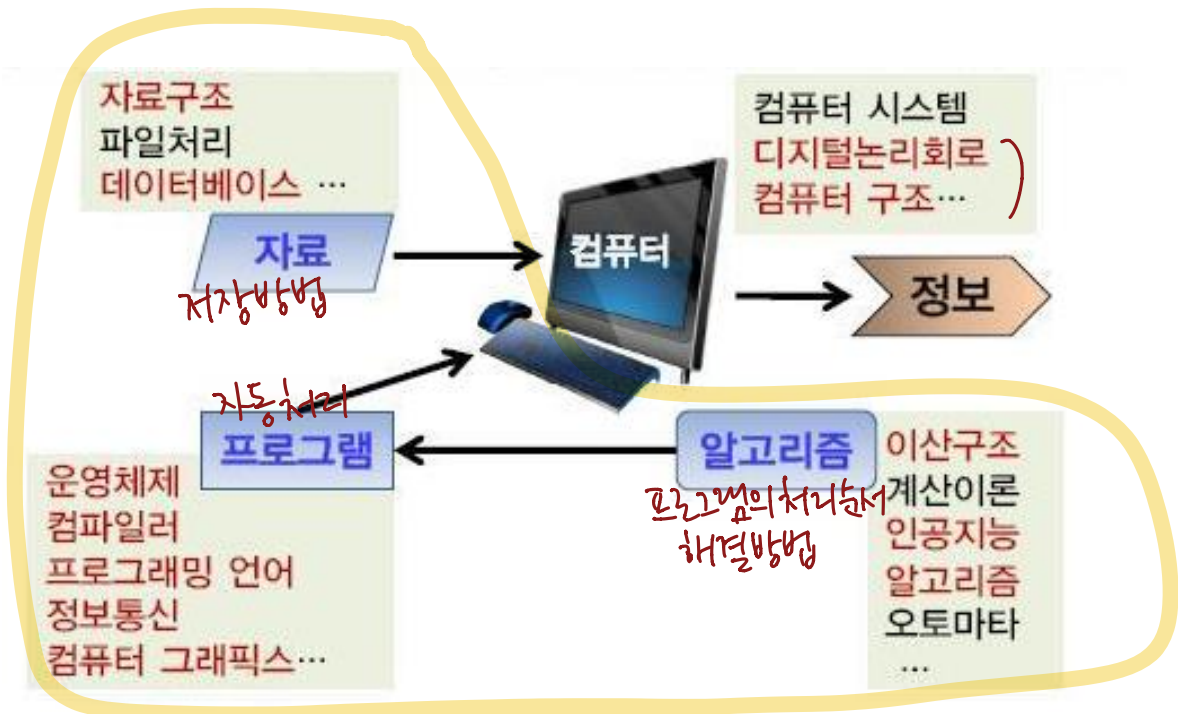 자료구조
파일처리
데이터베이스 …
자료
저장방법
컴퓨터
컴퓨터 시스템
디지털논리회로
컴퓨터 구조…
정보
자동처리
프로그램
운영체제
컴파일러
프로그래밍 언어
정보통신
컴퓨터 그래픽스…
알고리즘
프로그램의처리순서
해결방법
이산구조
계산이론
인공지능
알고리즘
오토마타
…